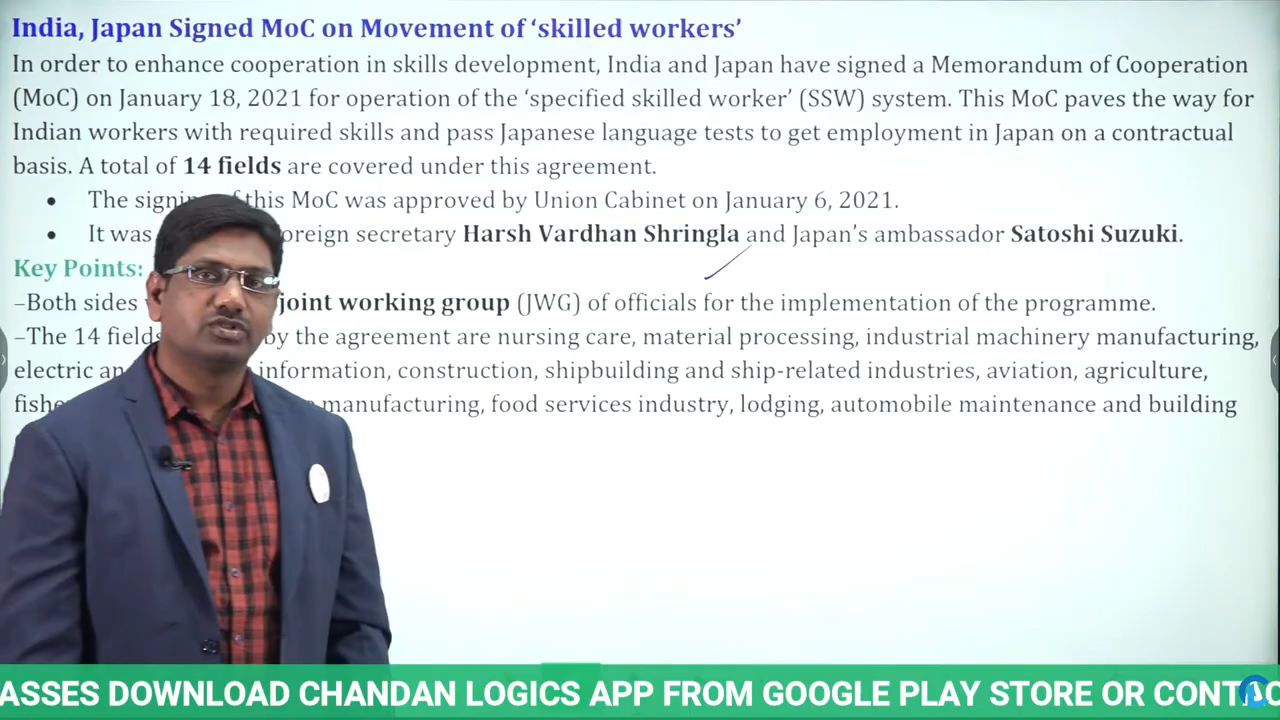 India, Japan Signed MoC on Movement of ‘skilled workers’
In order to enhance cooperation in skills development, India and Japan have signed a Memorandum of Cooperation
(MoC) on January 18, 2021 for operation of the ‘specified skilled worker’ (SSW) system. This MoC paves the way for
Indian workers with required skills and pass Japanese language tests to get employment in Japan on a contractual
basis. A total of 14 fields are covered under this agreement.
• The signing of this MoC was approved by Union Cabinet on January 6, 2021.
• It was oreign secretary Harsh Vardhan Shringla and Japan’s ambassador Satoshi Suzuki.
Key Points:
–Both sides joint working group (JWG) of officials for the implementation of the programme.
–The 14 fields by the agreement are nursing care, material processing, industrial machinery manufacturing,
electric an information, construction, shipbuilding and ship-related industries, aviation, agriculture,
fishe manufacturing, food services industry, lodging, automobile maintenance and building
ASSES DOWNLOAD CHANDAN LOGICS APP FROM GOOGLE PLAY STORE OR CONT